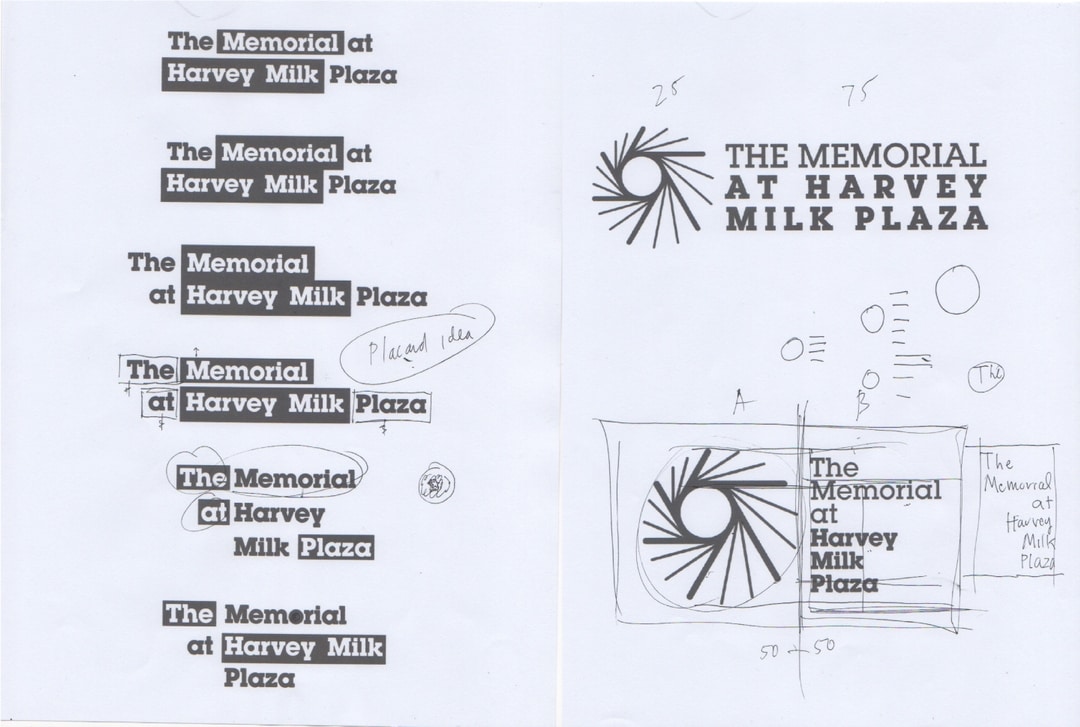 The Memorial at
Harvey Milk Plaza
The Memorial at
Harvey Milk Plaza
The Memorial
at Harvey Milk Plaza
Placard idea
The Memorial
at Harvey Milk Plaza
The Memorial
at Harvey
Milk Plaza
The Memorial
at Harvey Milk
Plaza
25 75
THE MEMORIAL
AT HARVEY
MILK PLAZA
The
A B
The
Memorial
at
Harvey
Milk
Plaza
The
Memorial
at
Harvey
Milk
Plaza
50 – 50